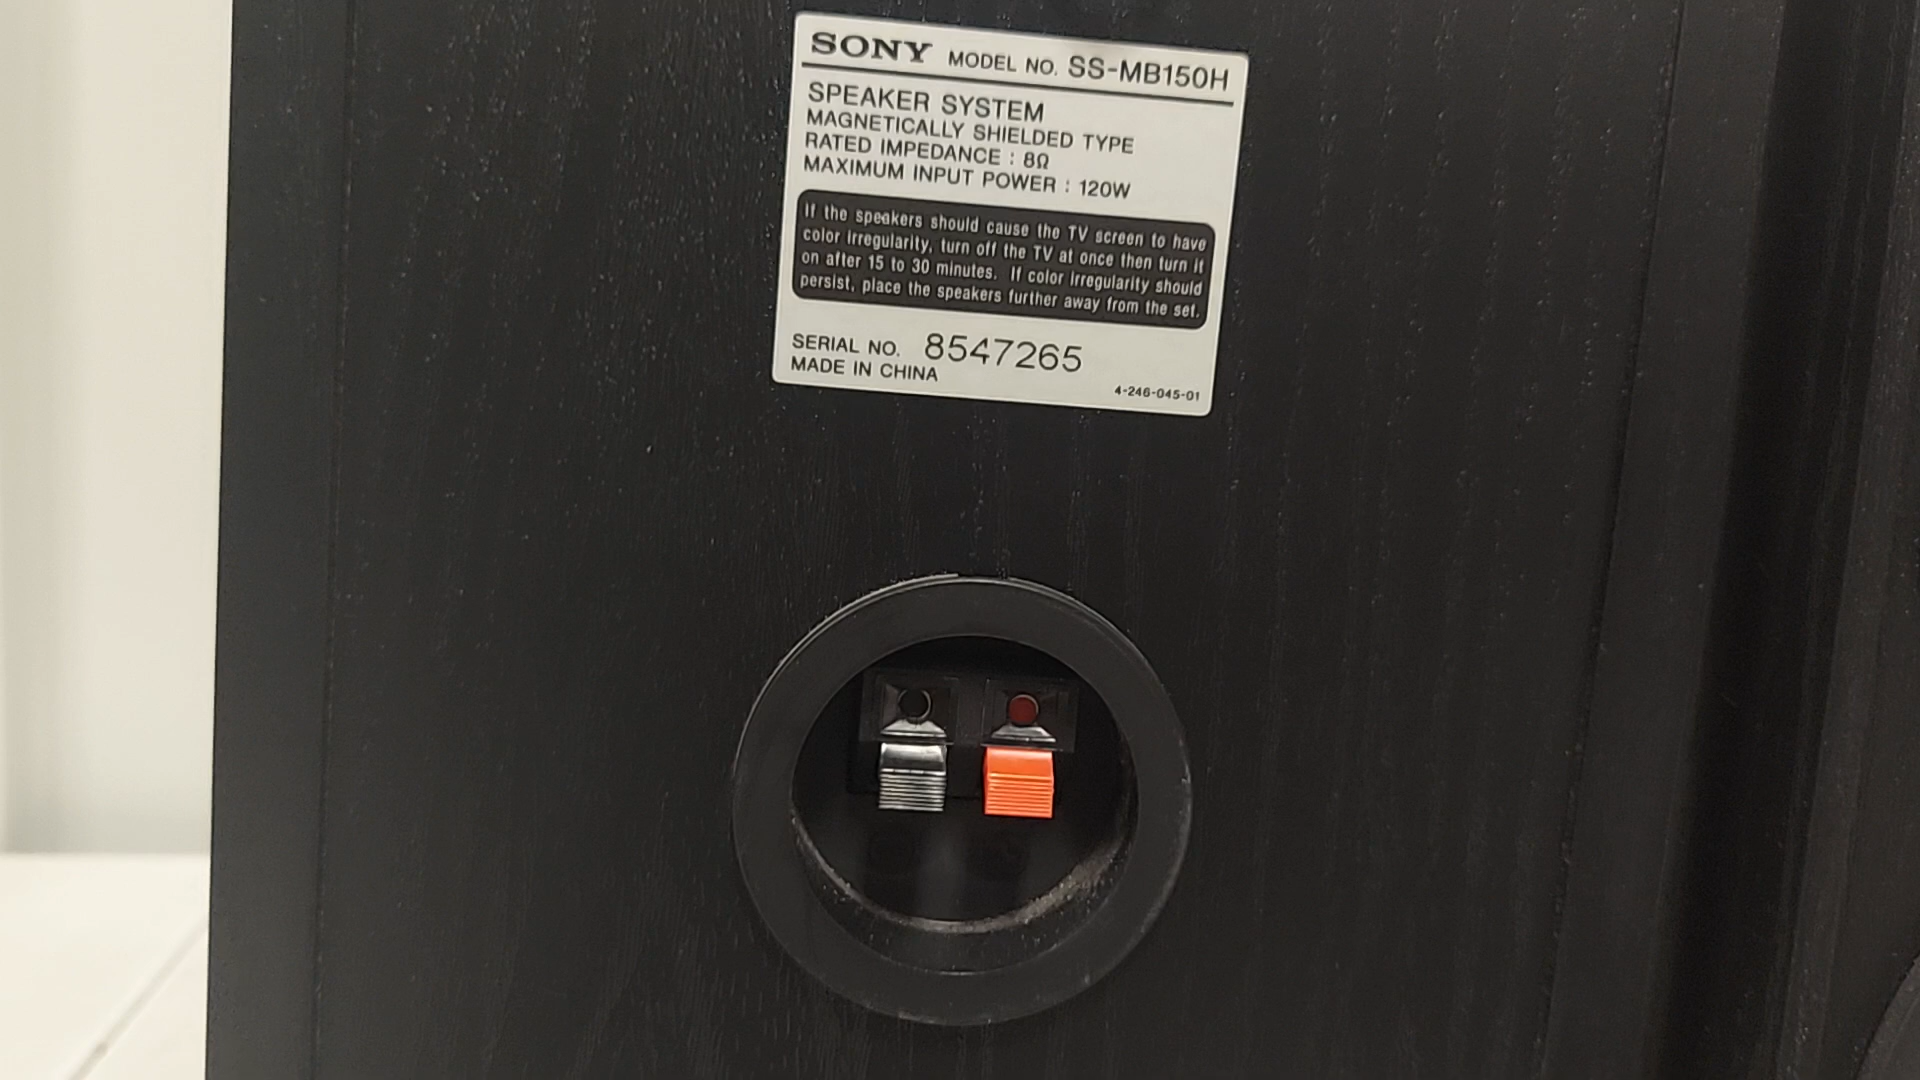 SONY MODEL NO. SS-MB150H
SPEAKER SYSTEM
MAGNETICALLY SHIELDED TYPE
RATED IMPEDANCE : 8Ω
MAXIMUM INPUT POWER : 120W
If the speakers should cause the TV screen to have
color irregularity, turn off the TV at once then turn it
on after 15 to 30 minutes. If color irregularity should
persist, place the speakers further away from the set.
SERIAL NO. 8547265
MADE IN CHINA
4-246-045-01